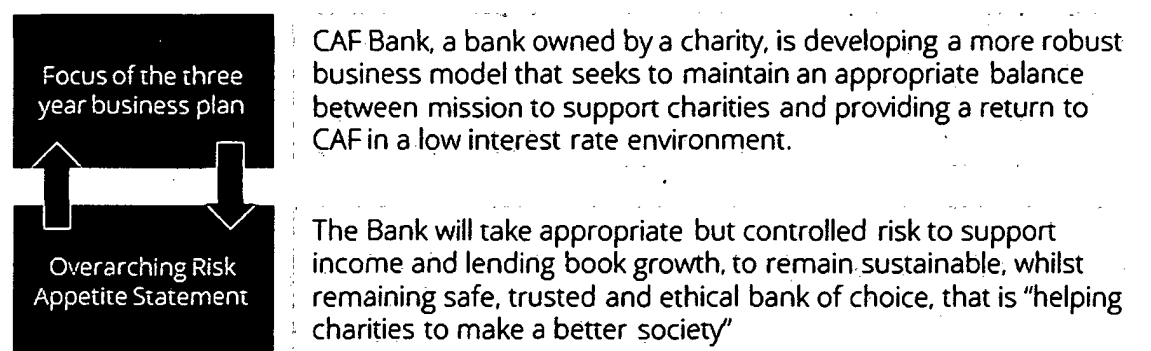 Focus of the three
year business plan
CAF Bank, a bank owned by a charity, is developing a more robust
business model that seeks to maintain an appropriate balance
between mission to support charities and providing a return to
CAF in a low interest rate environment.
Overarching Risk
Appetite Statement
The Bank will take appropriate but controlled risk to support
income and lending book growth, to remain sustainable, whilst
remaining safe, trusted and ethical bank of choice, that is "helping
charities to make a better society"